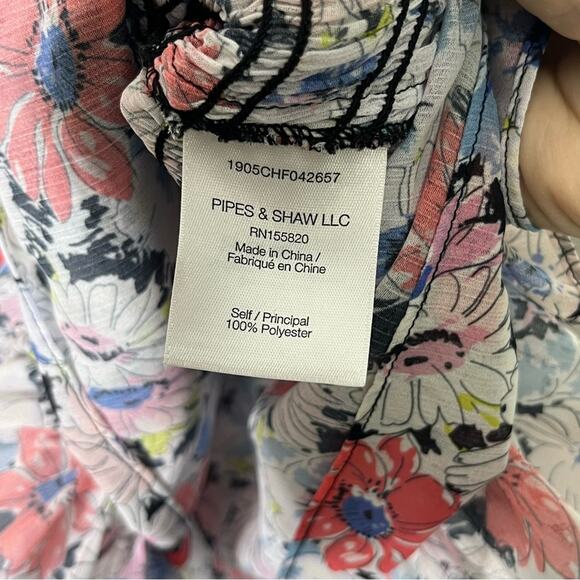 1905CHF042657
PIPES & SHAW LLC
RN155820
Made in China /
Fabriqué en Chine
Self / Principal
100% Polyester